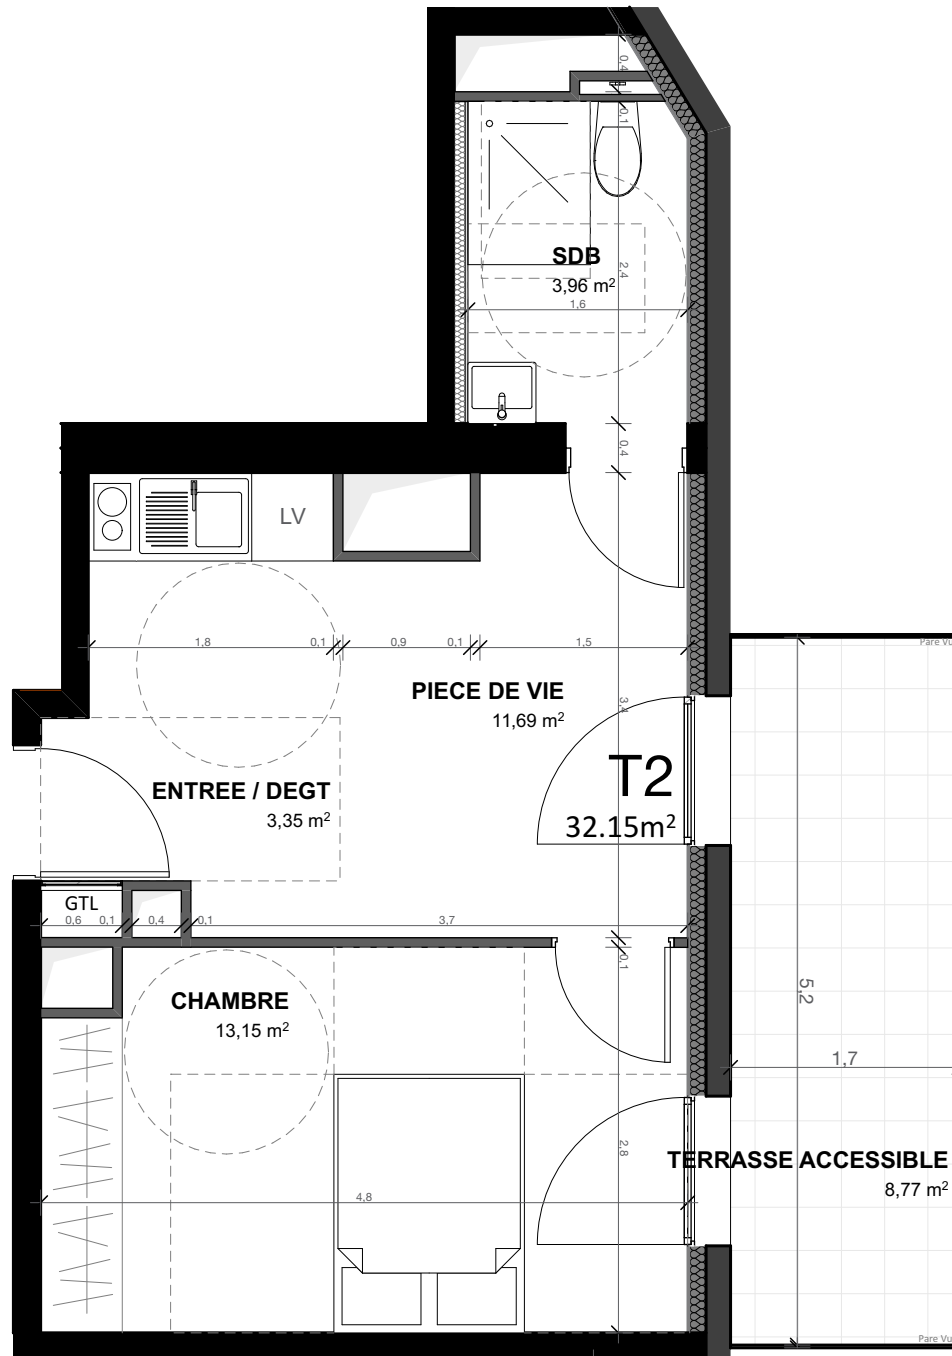 0,4
0,1
SDB
3,96 m²
2,4
1,6
0,4
LV
1,8
0,1
0,9
0,1
1,5
Pare Vu
PIECE DE VIE
11,69 m²
3,4
T2
32.15m²
ENTREE / DEGT
3,35 m²
GTL
0,6
0,1
0,4
0,1
3,7
0,1
CHAMBRE
13,15 m²
5,2
1,7
2,8
TERRASSE ACCESSIBLE
8,77 m²
4,8
Pare Vu